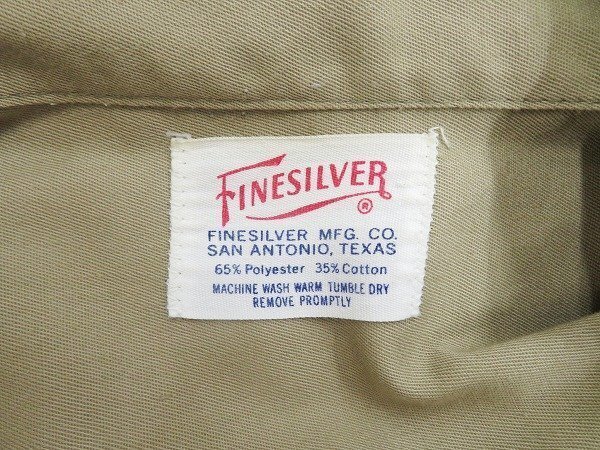 FINESILVER ®
FINESILVER MFG. CO.
SAN ANTONIO, TEXAS
65% Polyester 35% Cotton
MACHINE WASH WARM TUMBLE DRY
REMOVE PROMPTLY